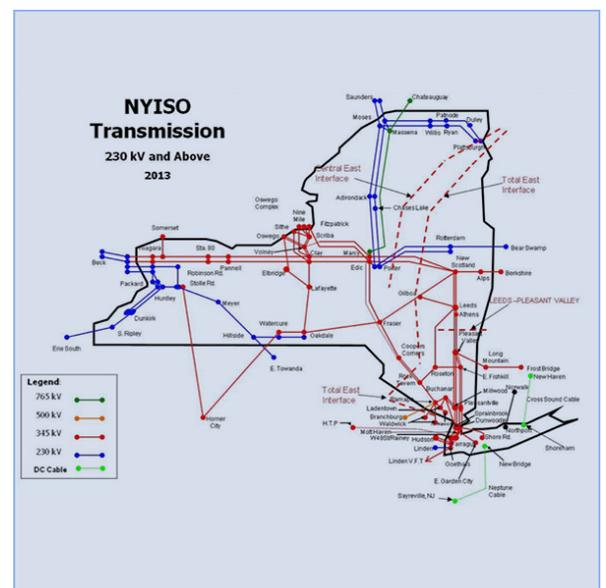 NYISO
Transmission
230 kV and Above
2013
Saunders
Chateauguay
Moses
Massena
Patnode
Willis
Ryan
Duley
Plattsburgh
Central East
Interface
Total East
Interface
Adirondack
Chases Lake
Oswego
Complex
Nine
Mile
Sithe
Fitzpatrick
Scriba
Oswego
Volney
Clay
Somerset
Niagara
Sta. 80
Pannell
Beck
Packard
Robinson Rd.
Stolle Rd.
Huntley
Meyer
Dunkirk
S. Ripley
Erie South
Elbridge
Lafayette
Marcy
Edic
Porter
Rotterdam
Bear Swamp
New
Scotland
Alps
Berkshire
Gilboa
Leeds
Athens
LEEDS -PLEASANT VALLEY
Pleasant
Valley
Fraser
Watercure
Hillside
Oakdale
E. Towanda
Homer
City
Coopers
Corners
Rock
Tavern
Roseton
Long
Mountain
E. Fishkill
Frost Bridge
New Haven
Buchanan
Millwood
Norwalk
Cross Sound Cable
Total East
Interface
Ramapo
Ladentown
Branchburg
Waldwick
Pleasantville
Sprainbrook
Dunwoodie
Northport
Shoreham
H.T.P
Mott Haven
Hudson
Linden
Farragut
Shore Rd.
Goethals
Linden V.F.T
E. Garden City
New Bridge
Neptune
Cable
Sayreville, NJ
Legend:
765 kV
500 kV
345 kV
230 kV
DC Cable